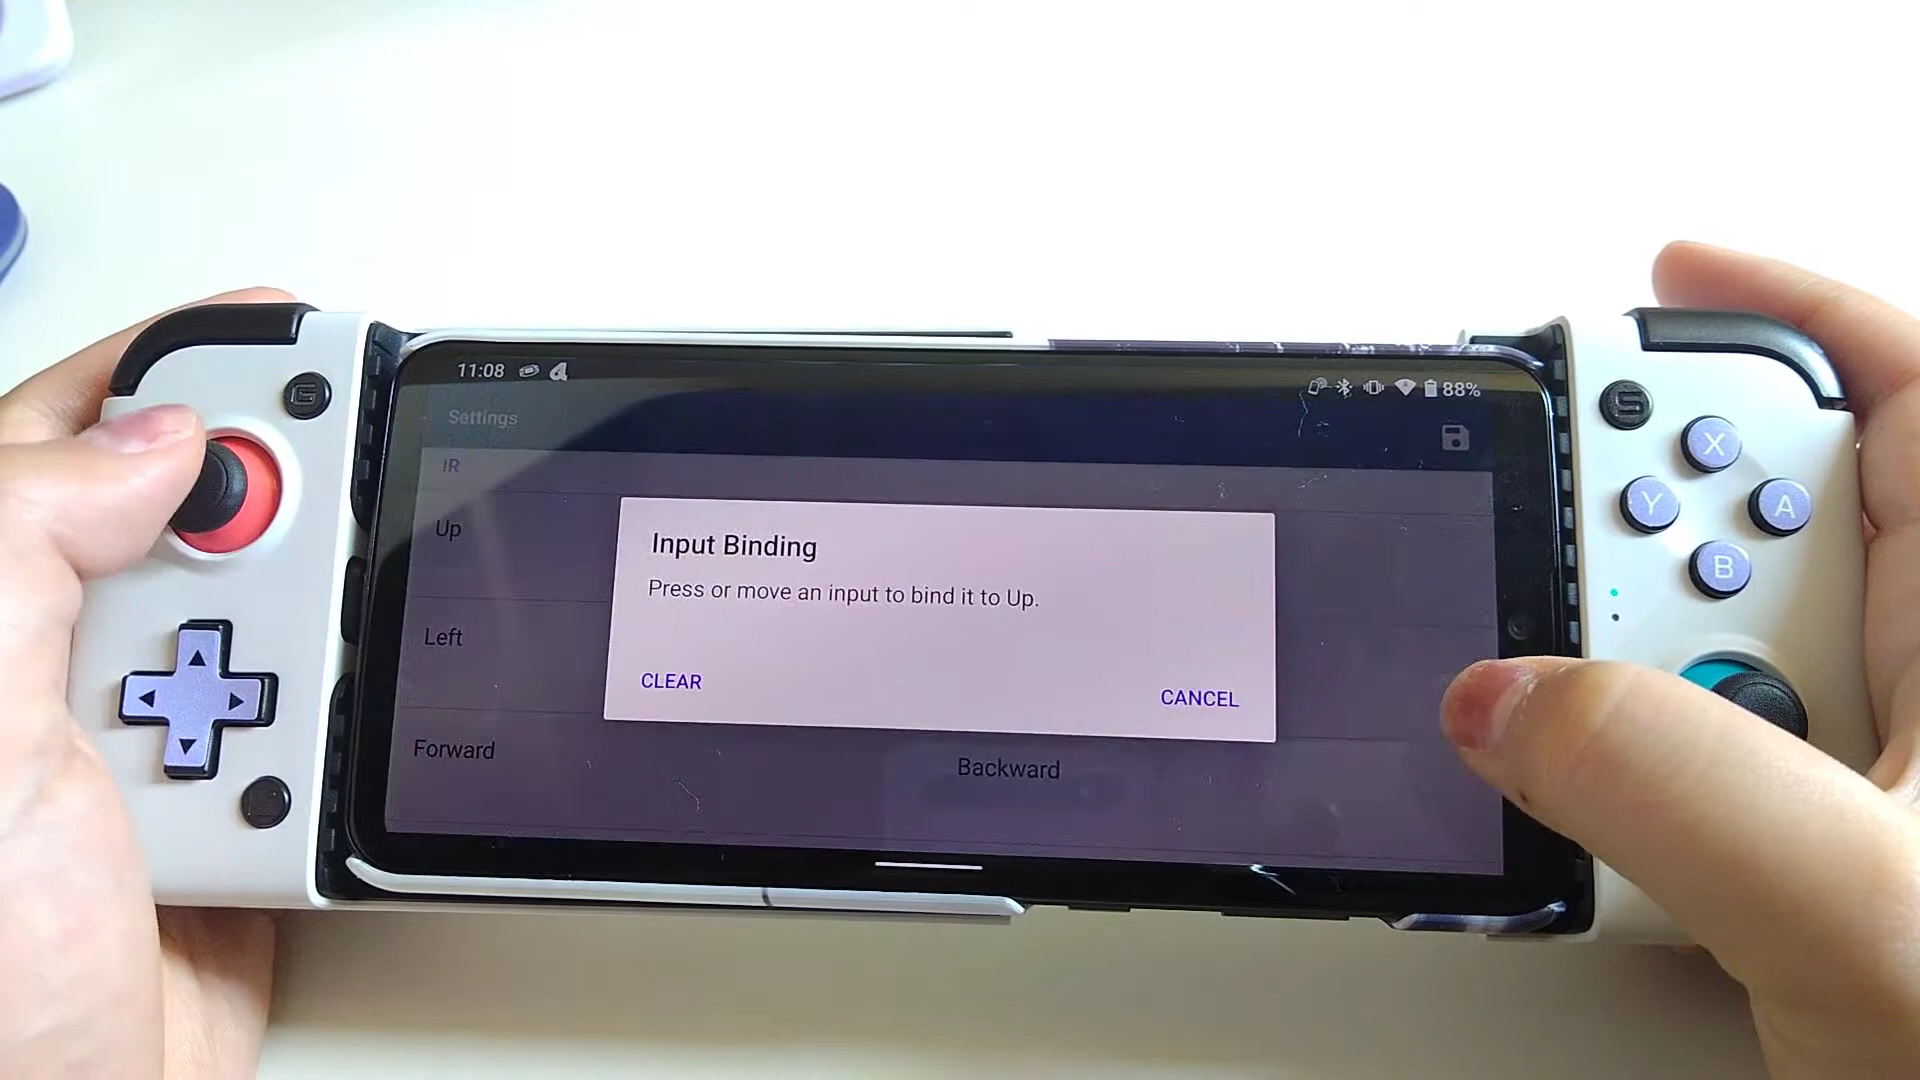 11:08
88%
Settings
IR
Up
Input Binding
Press or move an input to bind it to Up.
Left
CLEAR
CANCEL
Forward
Backward
G
S
X
Y
A
B